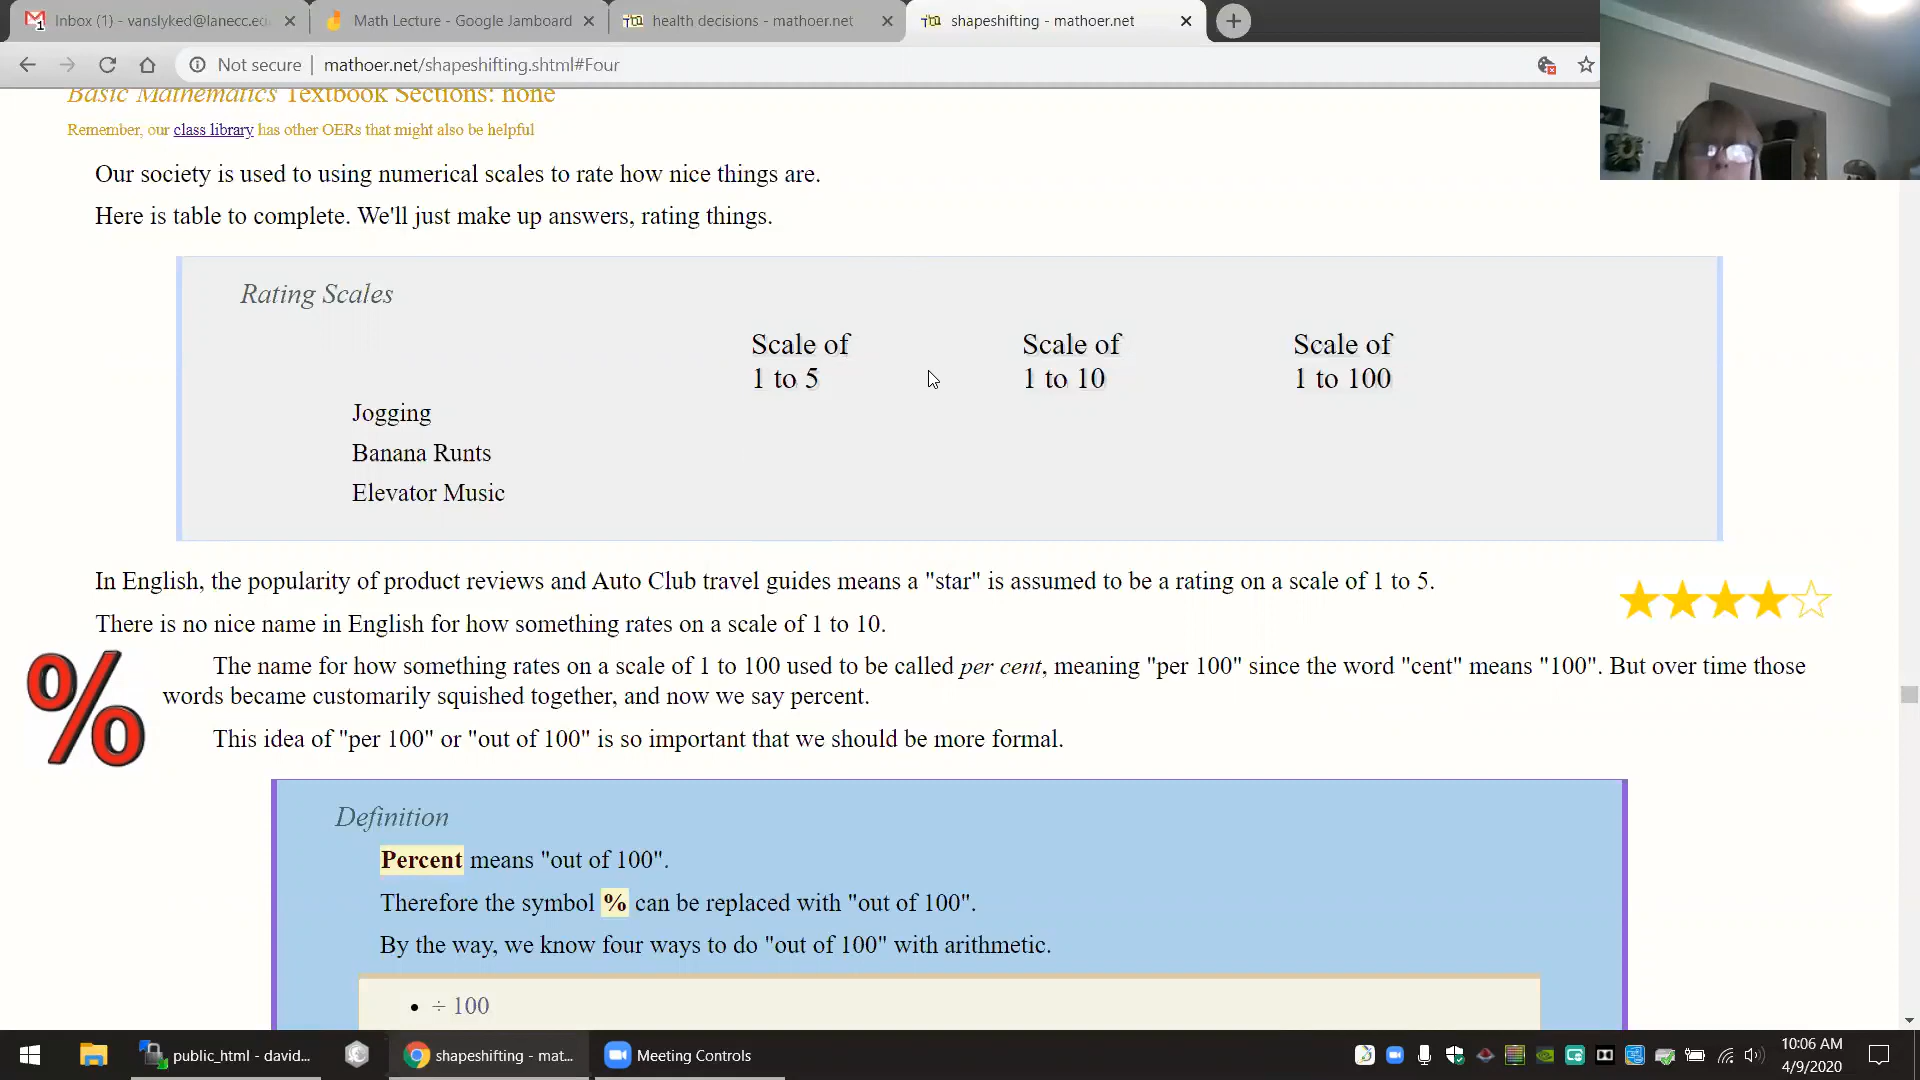 Inbox (1) - vanslyked@lanecc.ed
Math Lecture - Google Jamboard
health decisions - mathoer.net
shapeshifting - mathoer.net
Not secure
mathoer.net/shapeshifting.shtml#Four
Basic Mathematics Textbook Sections: none
Remember, our class library has other OERs that might also be helpful
Our society is used to using numerical scales to rate how nice things are.
Here is table to complete. We'll just make up answers, rating things.
Rating Scales
Scale of Scale of Scale of
1 to 5 1 to 10 1 to 100
Jogging
Banana Runts
Elevator Music
In English, the popularity of product reviews and Auto Club travel guides means a "star" is assumed to be a rating on a scale of 1 to 5.
There is no nice name in English for how something rates on a scale of 1 to 10.
%
The name for how something rates on a scale of 1 to 100 used to be called per cent, meaning "per 100" since the word "cent" means "100". But over time those
words became customarily squished together, and now we say percent.
This idea of "per 100" or "out of 100" is so important that we should be more formal.
Definition
Percent means "out of 100".
Therefore the symbol % can be replaced with "out of 100".
By the way, we know four ways to do "out of 100" with arithmetic.
• ÷ 100
public_html - david...
shapeshifting - mat...
Meeting Controls
10:06 AM
4/9/2020